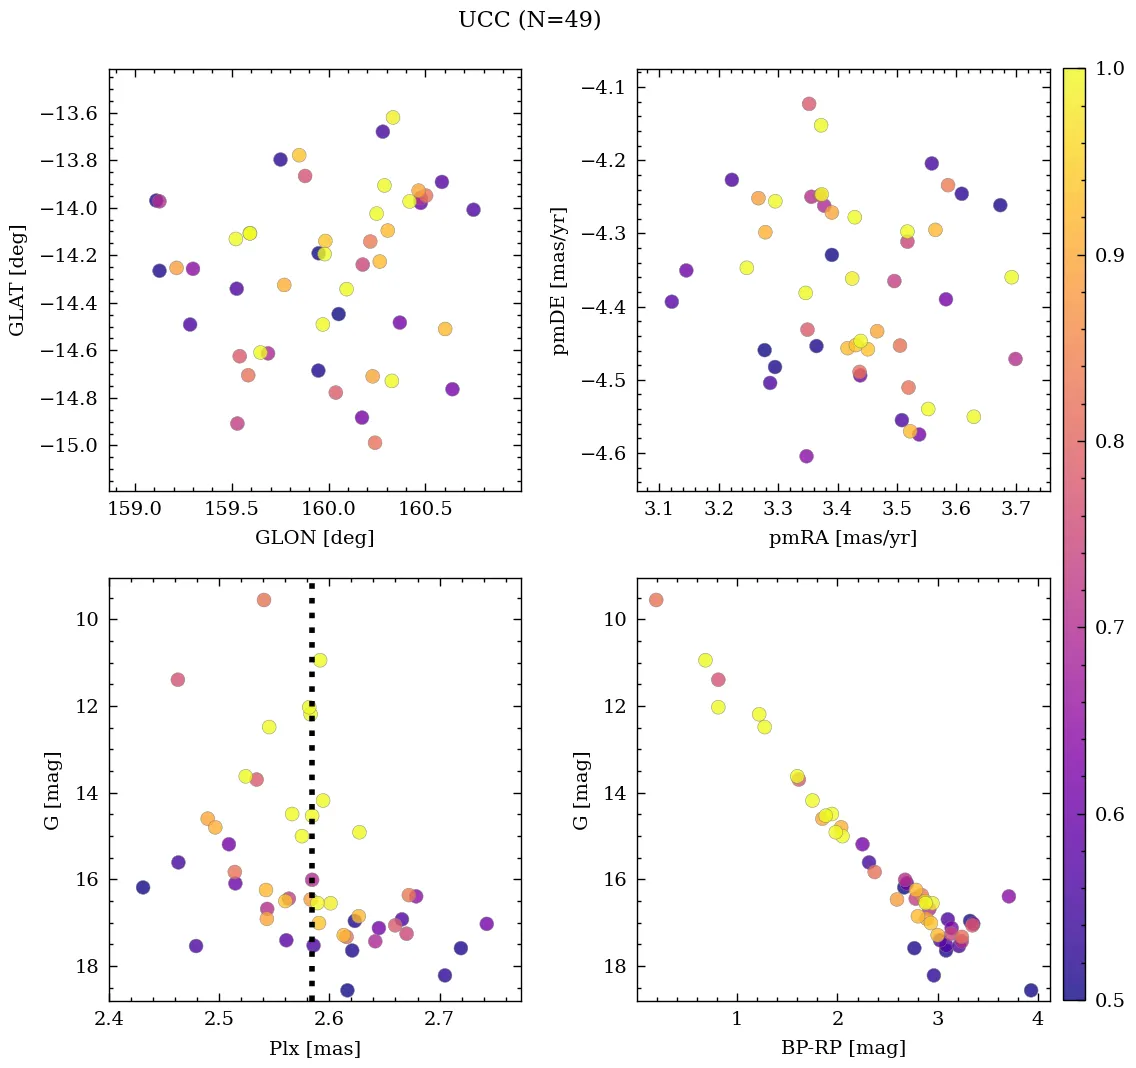 UCC (N=49)
−13.6
−13.8
−14.0
−14.2
−14.4
−14.6
−14.8
−15.0
GLAT [deg]
159.0 159.5 160.0 160.5
GLON [deg]
−4.1
−4.2
−4.3
−4.4
−4.5
−4.6
pmDE [mas/yr]
3.1 3.2 3.3 3.4 3.5 3.6 3.7
pmRA [mas/yr]
10
12
14
16
18
G [mag]
2.4 2.5 2.6 2.7
Plx [mas]
10
12
14
16
18
G [mag]
1 2 3 4
BP-RP [mag]
1.0
0.9
0.8
0.7
0.6
0.5